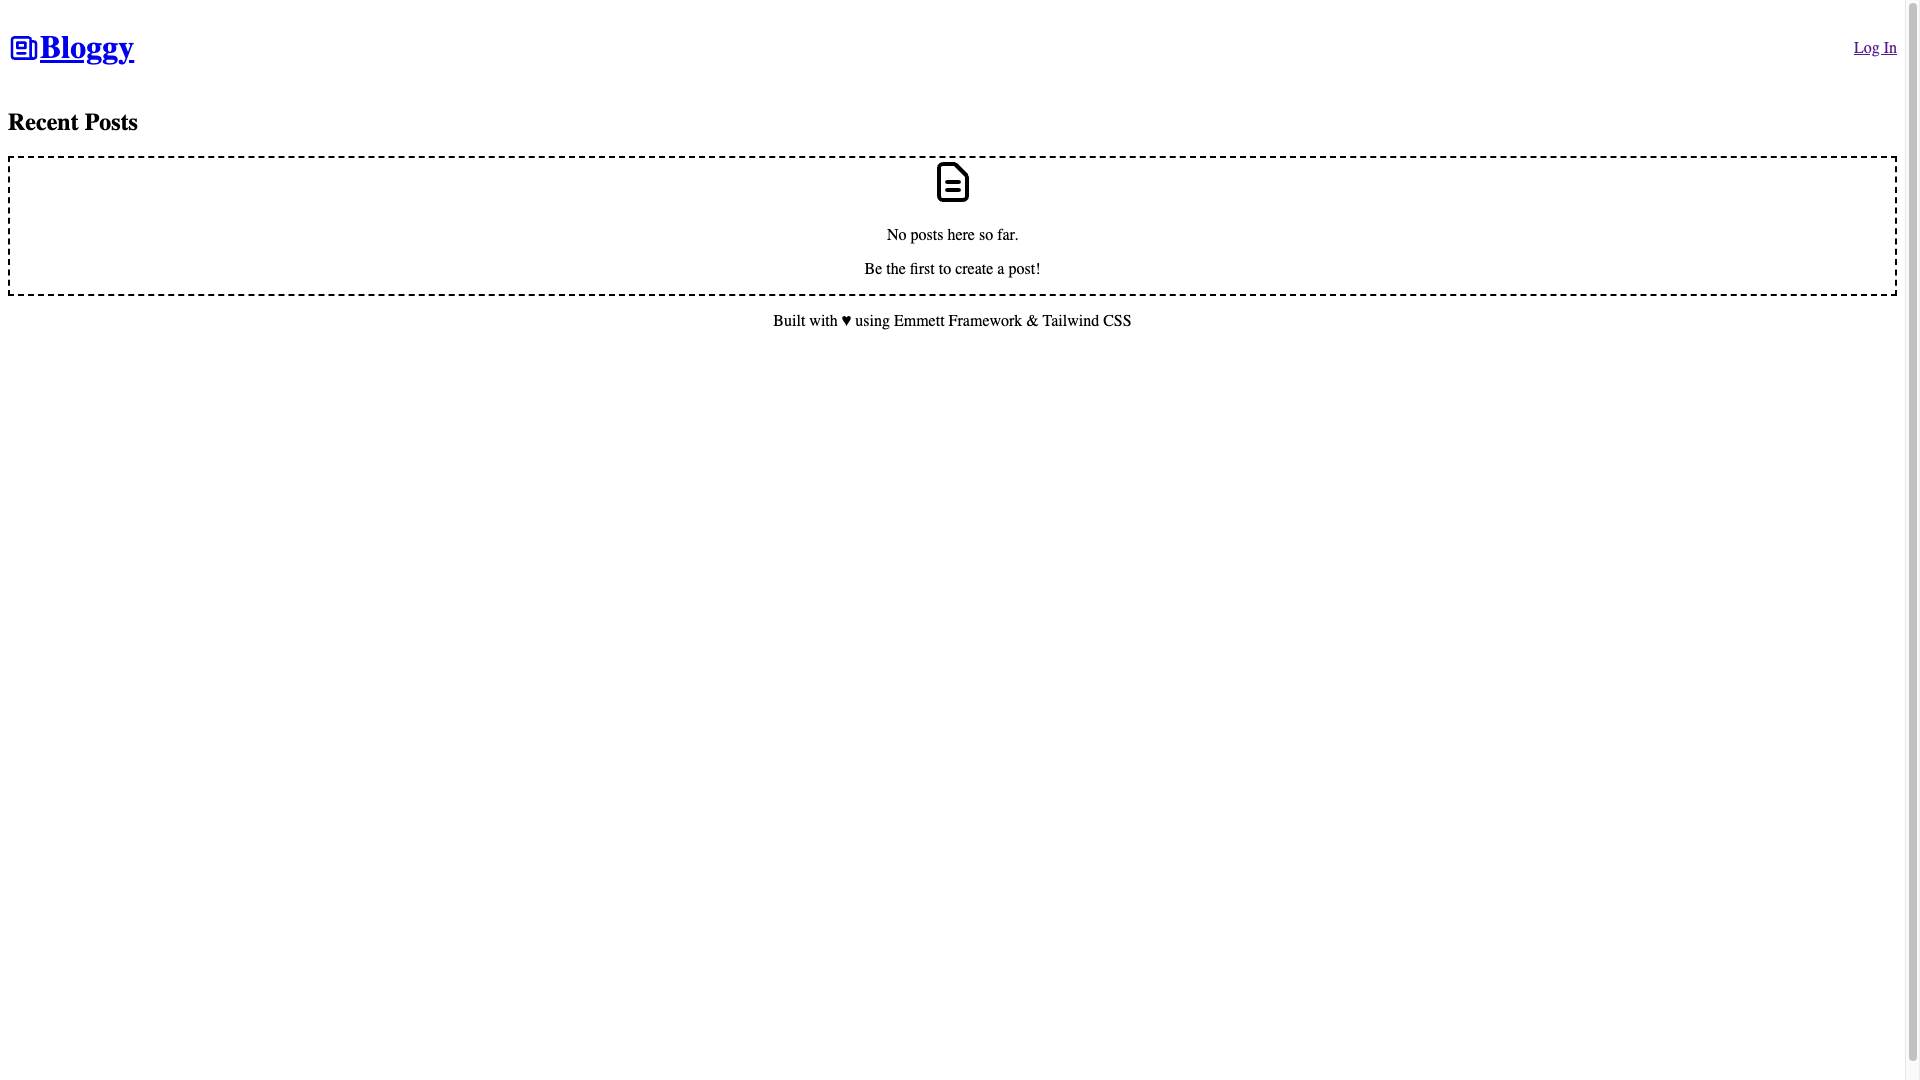 Bloggy
Log In
Recent Posts
No posts here so far.
Be the first to create a post!
Built with ♥ using Emmett Framework & Tailwind CSS